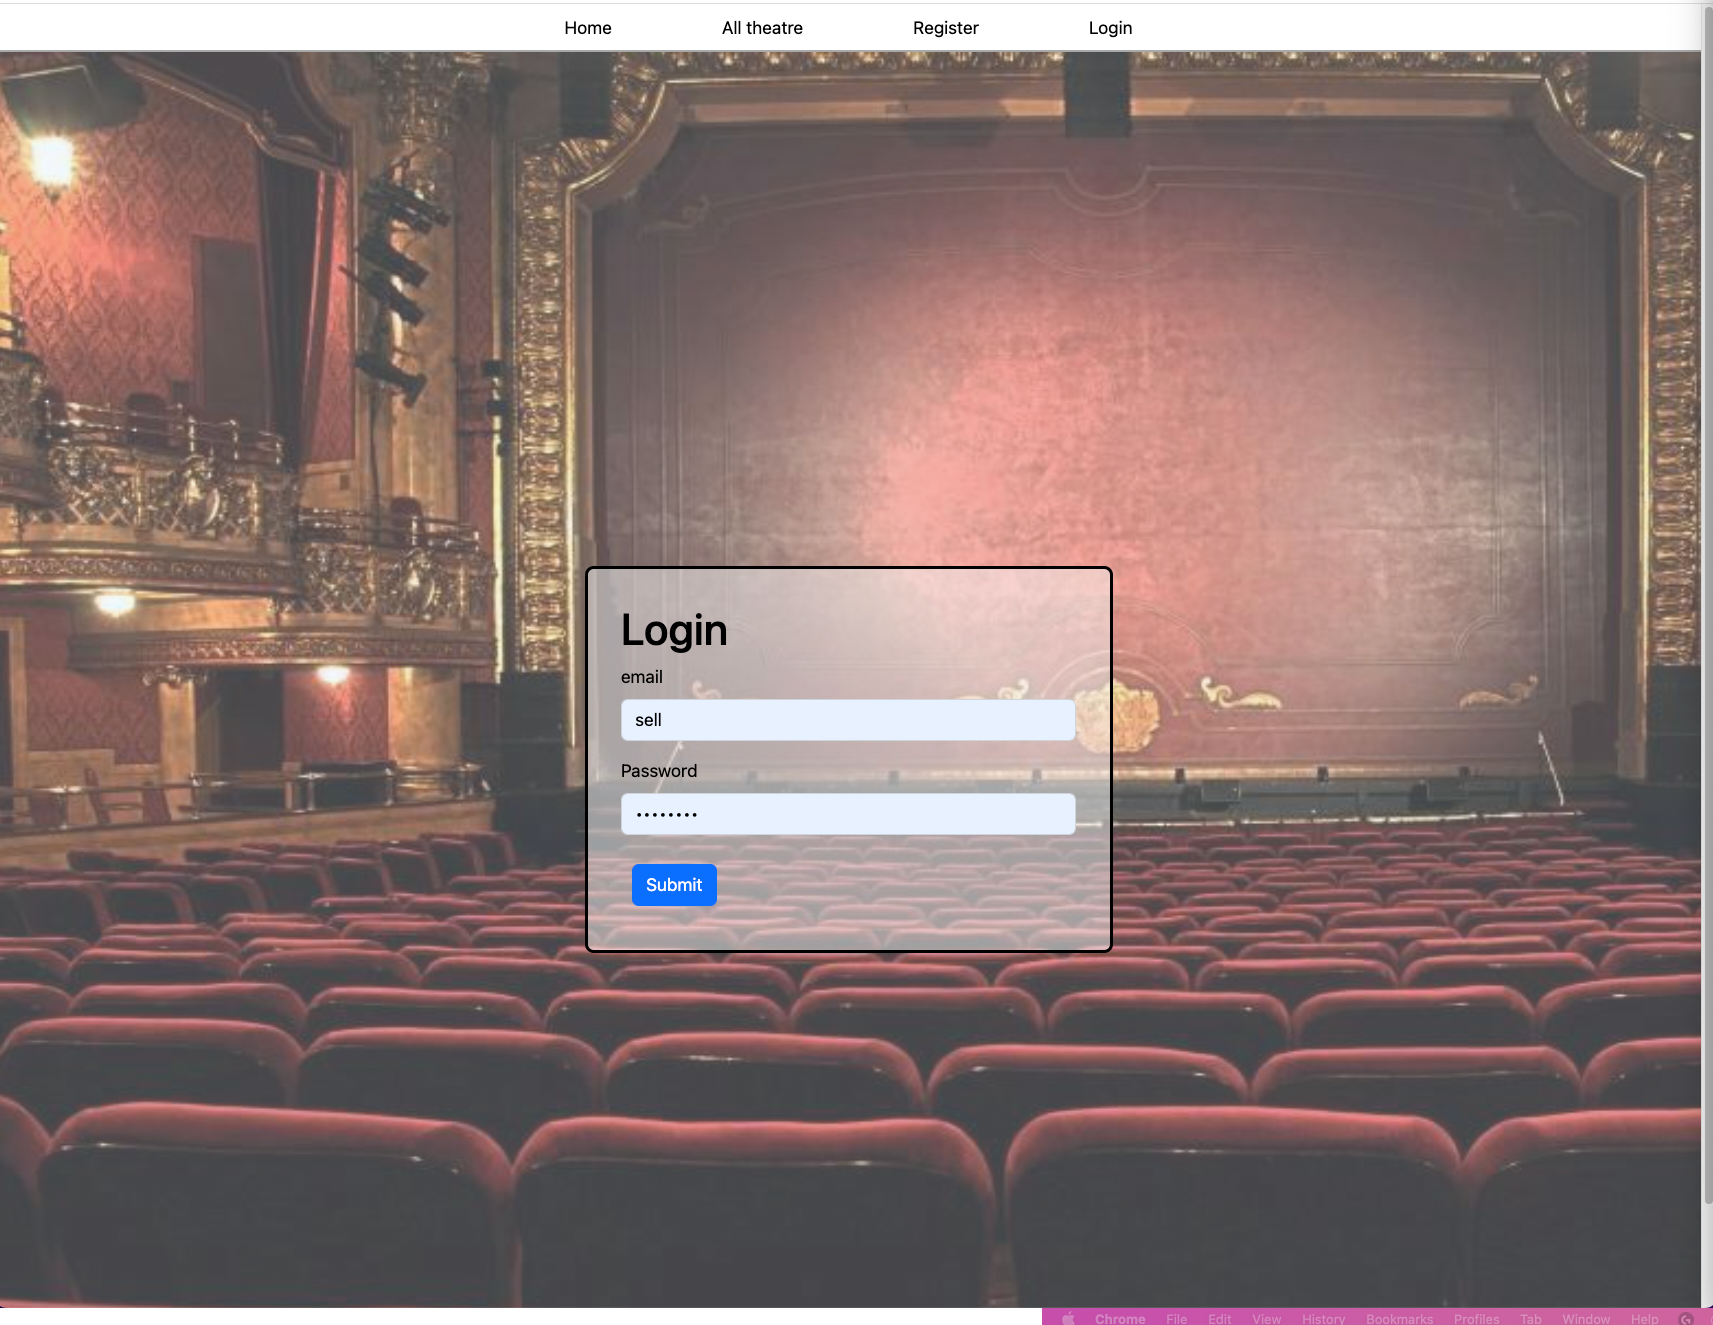 Home All theatre Register Login
Login
email
sell
Password
••••••••
Submit
Chrome File Edit View History Bookmarks Profiles Tab Window Help